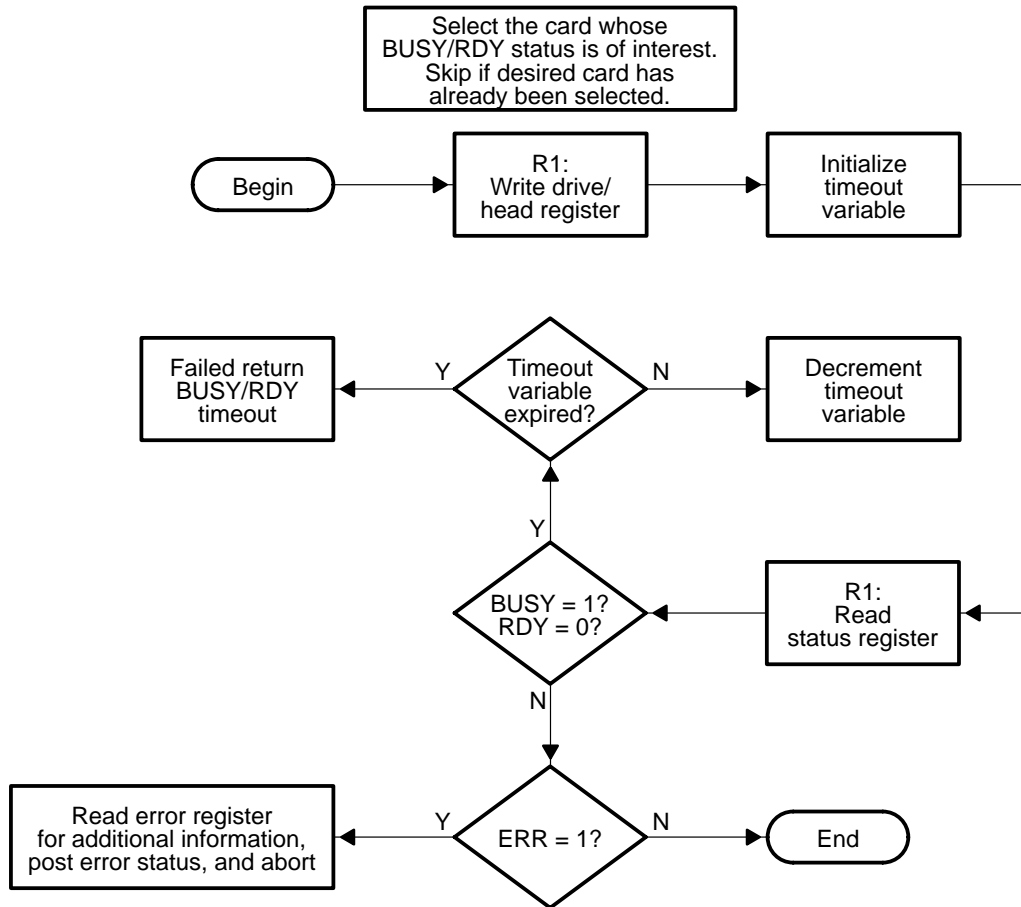 Select the card whose
BUSY/RDY status is of interest.
Skip if desired card has
already been selected.
Begin
R1:
Write drive/
head register
Initialize
timeout
variable
Failed return
BUSY/RDY
timeout
Y
Timeout
variable
expired?
N
Decrement
timeout
variable
Y
BUSY = 1?
RDY = 0?
R1:
Read
status register
N
Read error register
for additional information,
post error status, and abort
Y
ERR = 1?
N
End